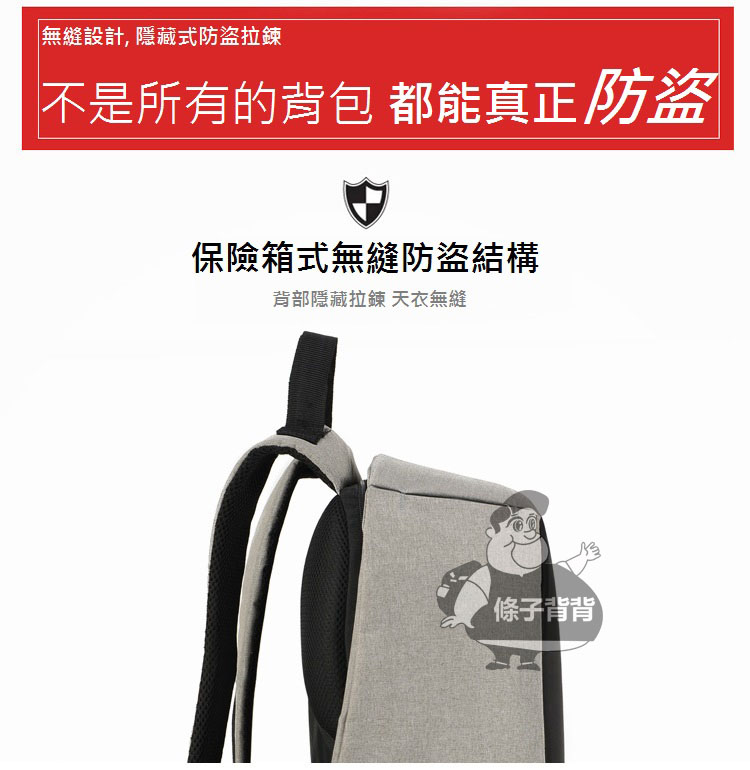 無縫設計, 隱藏式防盜拉鍊
不是所有的背包 都能真正防盜
保險箱式無縫防盜結構
背部隱藏拉鍊 天衣無縫
條子背背